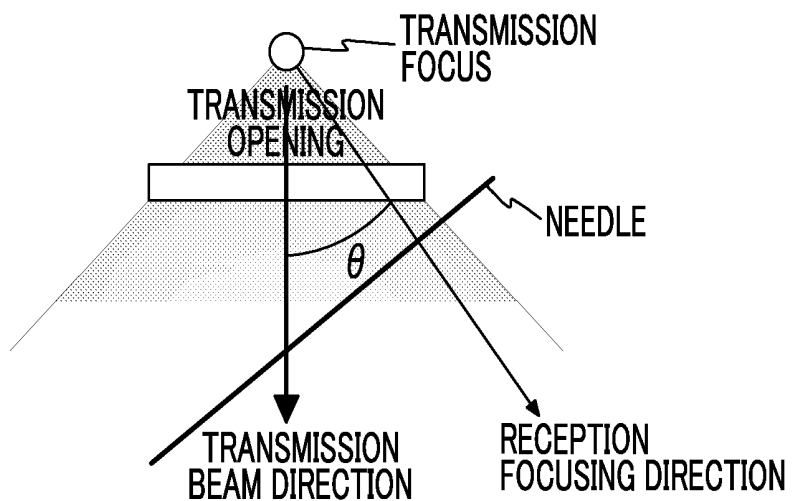 TRANSMISSION
FOCUS
TRANSMISSION
OPENING
NEEDLE
θ
TRANSMISSION
BEAM DIRECTION
RECEPTION
FOCUSING DIRECTION